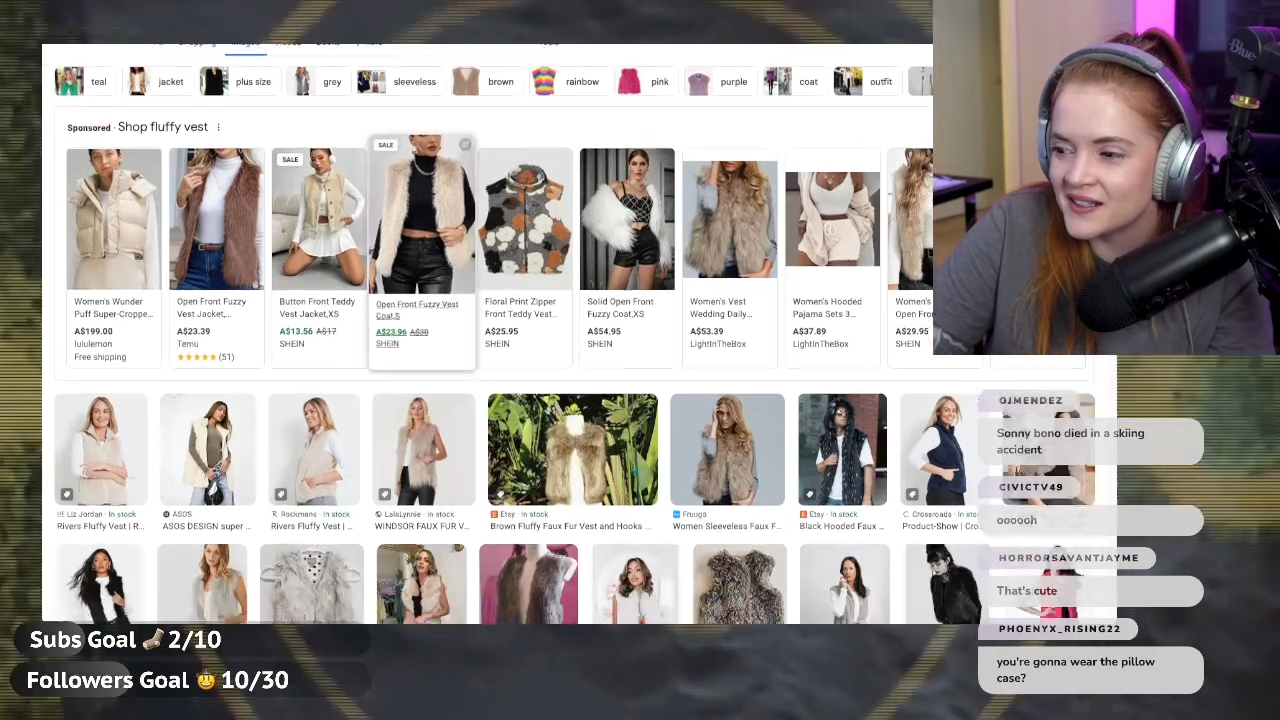 teal
jacket
plus size
grey
sleeveless
brown
rainbow
pink
purple
coat
outfit
Sponsored · Shop fluffy vest
SALE
SALE
Women's Wunder
Puff Super-Croppe...
A$199.00
lululemon
Free shipping
Open Front Fuzzy
Vest Jacket,...
A$23.39
Temu
★★★★★ (51)
Button Front Teddy
Vest Jacket,XS
A$13.56 A$17
SHEIN
Open Front Fuzzy Vest
Coat,S
A$23.96 A$30
SHEIN
Floral Print Zipper
Front Teddy Vest...
A$25.95
SHEIN
Solid Open Front
Fuzzy Coat,XS
A$54.95
SHEIN
Women's Vest
Wedding Daily...
A$53.39
LightInTheBox
Women's Hooded
Pajama Sets 3...
A$37.89
LightInTheBox
Women's
Open Fron
A$29.95
SHEIN
Liz Jordan · In stock
Rivers Fluffy Vest | R...
ASOS
ASOS DESIGN super ...
Rockmans · In stock
Rivers Fluffy Vest | ...
LaLaLynnie · In stock
WINDSOR FAUX FUR V...
Etsy · In stock
Brown Fluffy Faux Fur Vest and Hooks ...
Fruugo
Women Sleeveless Faux F...
Etsy · In stock
Black Hooded Faux ...
Crossroads · In sto
Product-Show | Cro
Blue
OJMENDEZ
Sonny bono died in a skiing
accident
CIVICTV49
oooooh
HORRORSAVANTJAYME
That's cute
PHOENYX_RISING22
you're gonna wear the pillow
case?
Subs Goal 🧦 2/10
Followers Goal 🤠 10/30